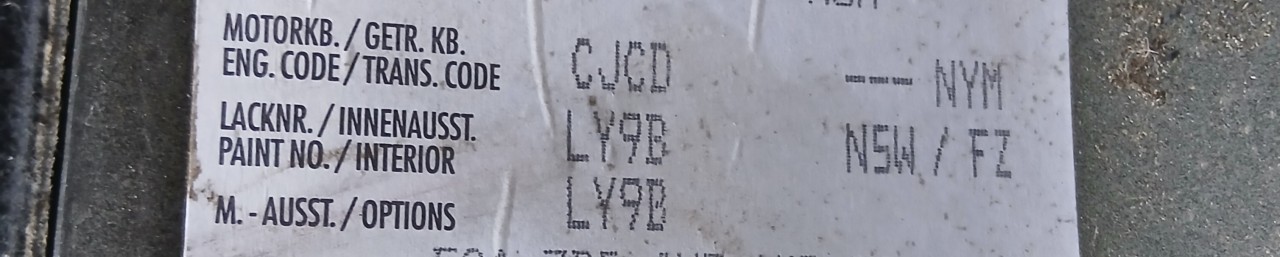 MOTORKB. / GETR. KB.
ENG. CODE / TRANS. CODE CJCD --- NYM
LACKNR. / INNENAUSST.
PAINT NO. / INTERIOR LY9B NSW / FZ
M. - AUSST. / OPTIONS LY9B